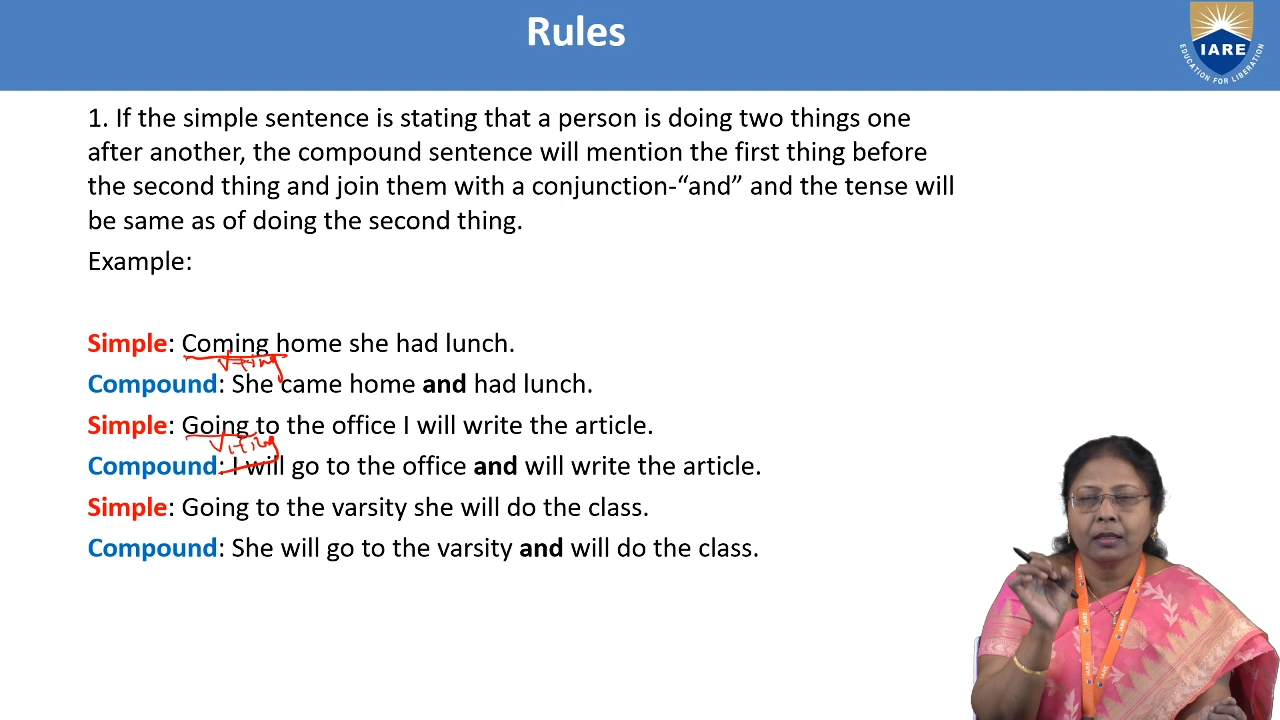 Rules
IARE
EDUCATION FOR LIBERATION
1. If the simple sentence is stating that a person is doing two things one
after another, the compound sentence will mention the first thing before
the second thing and join them with a conjunction-“and” and the tense will
be same as of doing the second thing.
Example:
Simple: Coming home she had lunch.
V+ing
Compound: She came home and had lunch.
Simple: Going to the office I will write the article.
V+ing
Compound: I will go to the office and will write the article.
Simple: Going to the varsity she will do the class.
Compound: She will go to the varsity and will do the class.
IARE
IARE
IARE